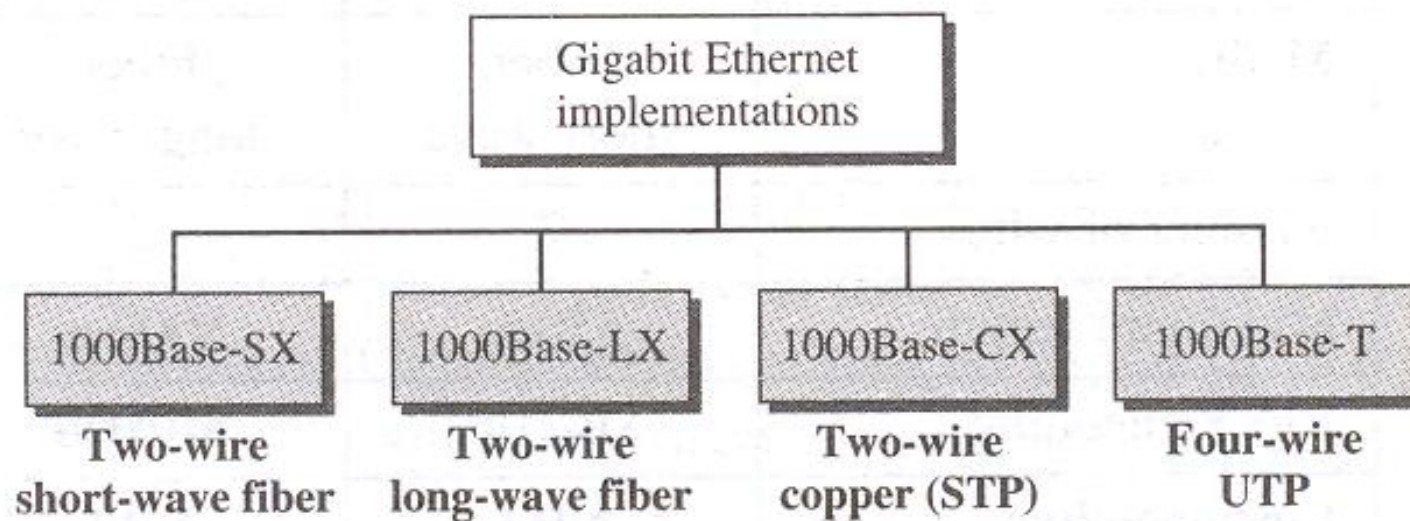 Gigabit Ethernet
implementations
1000Base-SX
1000Base-LX
1000Base-CX
1000Base-T
Two-wire
short-wave fiber
Two-wire
long-wave fiber
Two-wire
copper (STP)
Four-wire
UTP